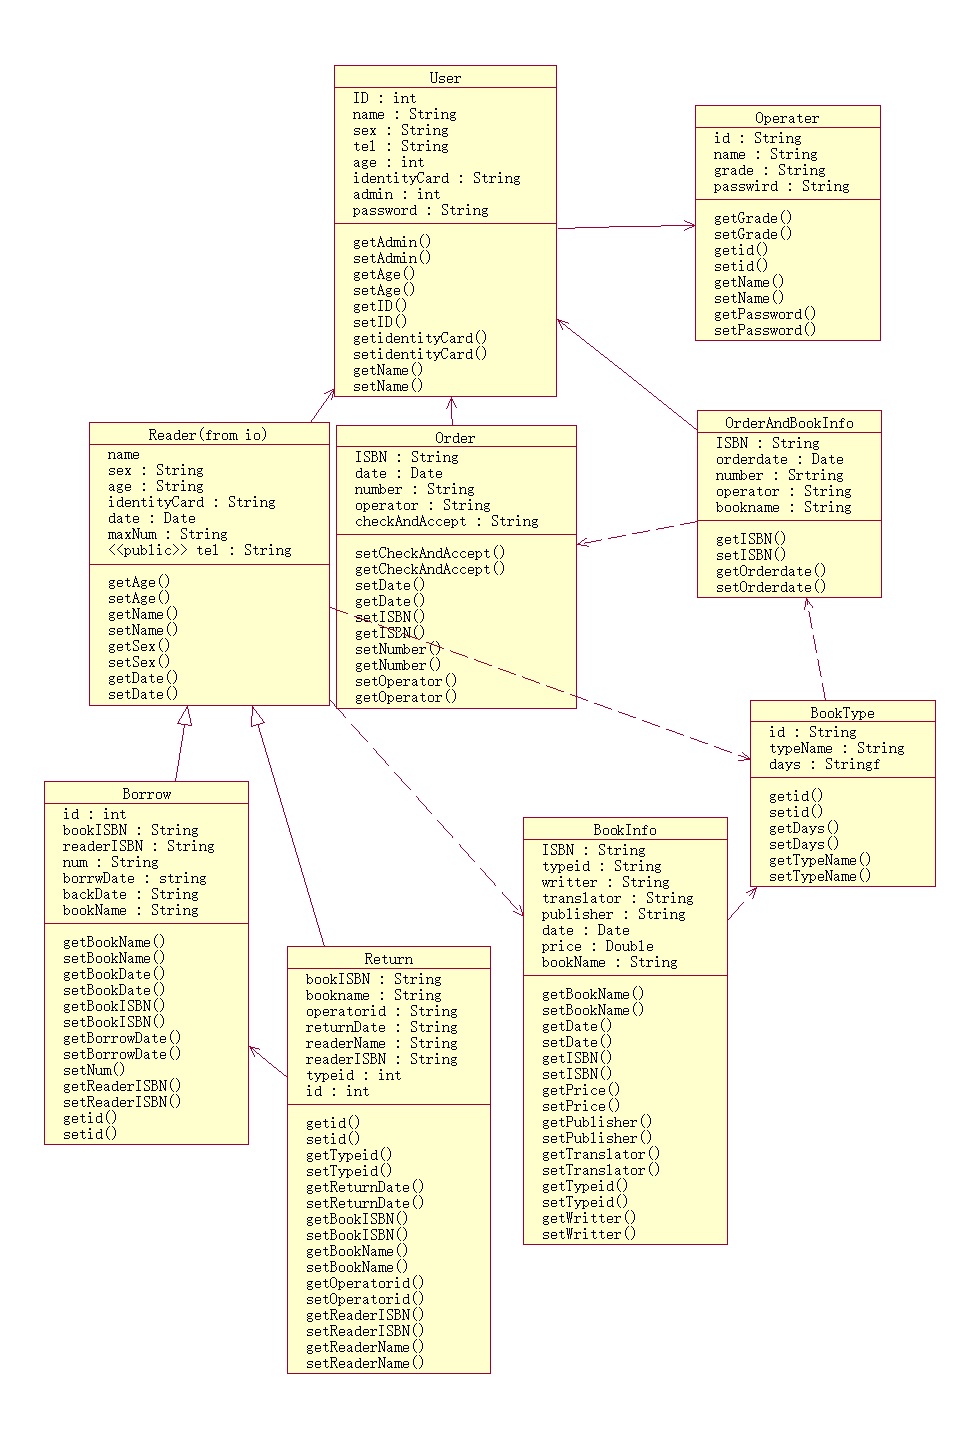 User
ID : int
name : String
sex : String
tel : String
age : int
identityCard : String
admin : int
password : String
getAdmin()
setAdmin()
getAge()
setAge()
getID()
setID()
getidentityCard()
setidentityCard()
getName()
setName()
Operater
id : String
name : String
grade : String
passwird : String
getGrade()
setGrade()
getid()
setid()
getName()
setName()
getPassword()
setPassword()
Reader(from io)
name
sex : String
age : String
identityCard : String
date : Date
maxNum : String
<<public>> tel : String
getAge()
setAge()
getName()
setName()
getSex()
setSex()
getDate()
setDate()
Order
ISBN : String
date : Date
number : String
operator : String
checkAndAccept : String
setCheckAndAccept()
getCheckAndAccept()
setDate()
getDate()
setISBN()
getISBN()
setNumber()
getNumber()
setOperator()
getOperator()
OrderAndBookInfo
ISBN : String
orderdate : Date
number : Srtring
operator : String
bookname : String
getISBN()
setISBN()
getOrderdate()
setOrderdate()
BookType
id : String
typeName : String
days : Stringf
getid()
setid()
getDays()
setDays()
getTypeName()
setTypeName()
Borrow
id : int
bookISBN : String
readerISBN : String
num : String
borrwDate : string
backDate : String
bookName : String
getBookName()
setBookName()
getBookDate()
setBookDate()
getBookISBN()
setBookISBN()
getBorrowDate()
setBorrowDate()
setNum()
getReaderISBN()
setReaderISBN()
getid()
setid()
BookInfo
ISBN : String
typeid : String
writter : String
translator : String
publisher : String
date : Date
price : Double
bookName : String
getBookName()
setBookName()
getDate()
setDate()
getISBN()
setISBN()
getPrice()
setPrice()
getPublisher()
setPublisher()
getTranslator()
setTranslator()
getTypeid()
setTypeid()
getWritter()
setWritter()
Return
bookISBN : String
bookname : String
operatorid : String
returnDate : String
readerName : String
readerISBN : String
typeid : int
id : int
getid()
setid()
getTypeid()
setTypeid()
getReturnDate()
setReturnDate()
getBookISBN()
setBookISBN()
getBookName()
setBookName()
getOperatorid()
setOperatorid()
getReaderISBN()
setReaderISBN()
getReaderName()
setReaderName()